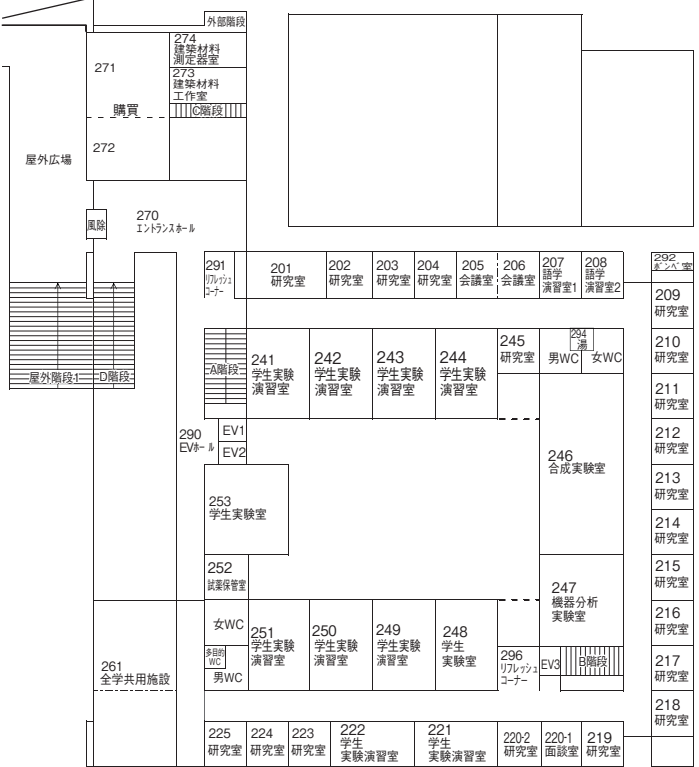 外部階段
274
建築材料
測定器室
273
建築材料
工作室
C階段
271
購買
272
屋外広場
風除
270
エントランスホール
291
リフレッシュ
コーナー
201
研究室
202
研究室
203
研究室
204
研究室
205
会議室
206
会議室
207
語学
演習室1
208
語学
演習室2
292
ボンベ室
209
研究室
210
研究室
211
研究室
212
研究室
213
研究室
214
研究室
215
研究室
216
研究室
217
研究室
218
研究室
屋外階段1
D階段
A階段
241
学生実験
演習室
242
学生実験
演習室
243
学生実験
演習室
244
学生実験
演習室
245
研究室
294
湯
男WC
女WC
290
EVホール
EV1
EV2
246
合成実験室
253
学生実験室
252
試薬保管室
247
機器分析
実験室
女WC
多目的
WC
男WC
251
学生実験
演習室
250
学生実験
演習室
249
学生実験
演習室
248
学生
実験室
296
リフレッシュ
コーナー
EV3
B階段
261
全学共用施設
225
研究室
224
研究室
223
研究室
222
学生
実験演習室
221
学生
実験演習室
220-2
研究室
220-1
面談室
219
研究室